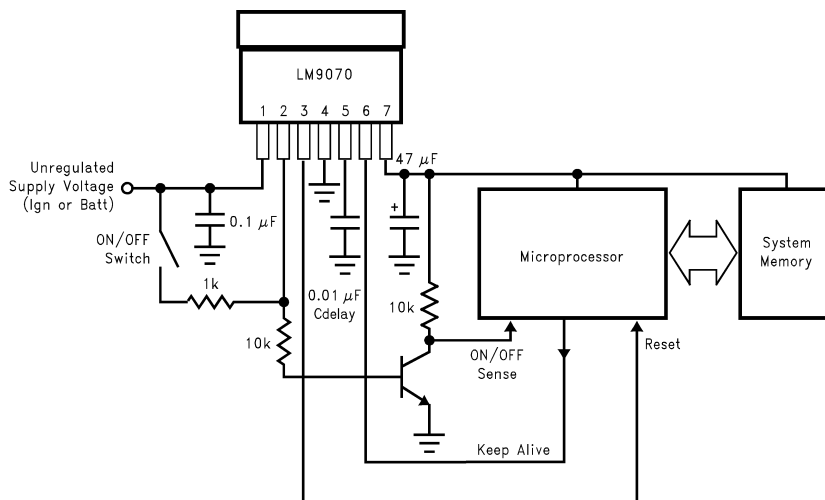 LM9070
1 2 3 4 5 6 7
47 μF
Unregulated
Supply Voltage
(Ign or Batt)
0.1 μF
ON/OFF
Switch
1k
0.01 μF
Cdelay
10k
10k
Microprocessor
System
Memory
ON/OFF
Sense
Reset
Keep Alive
+